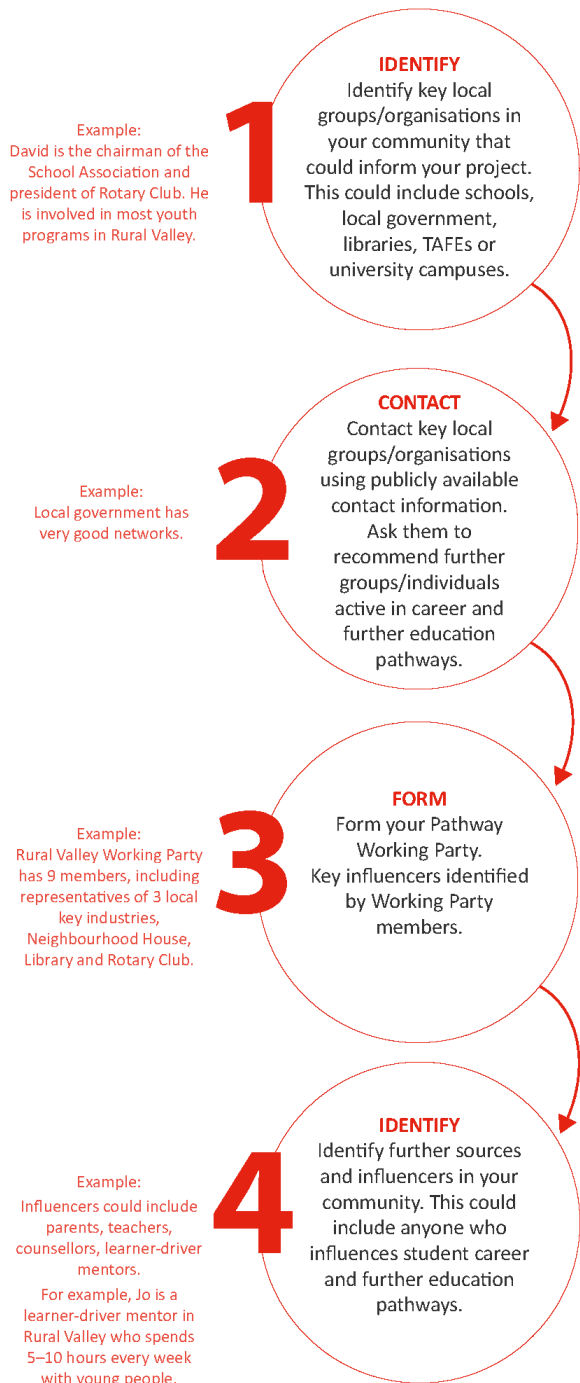 1
IDENTIFY
Identify key local
groups/organisations in
your community that
could inform your project.
This could include schools,
local government,
libraries, TAFEs or
university campuses.
Example:
David is the chairman of the
School Association and
president of Rotary Club. He
is involved in most youth
programs in Rural Valley.
2
CONTACT
Contact key local
groups/organisations
using publicly available
contact information.
Ask them to
recommend further
groups/individuals
active in career and
further education
pathways.
Example:
Local government has
very good networks.
3
FORM
Form your Pathway
Working Party.
Key influencers identified
by Working Party
members.
Example:
Rural Valley Working Party
has 9 members, including
representatives of 3 local
key industries,
Neighbourhood House,
Library and Rotary Club.
4
IDENTIFY
Identify further sources
and influencers in your
community. This could
include anyone who
influences student career
and further education
pathways.
Example:
Influencers could include
parents, teachers,
counsellors, learner-driver
mentors.
For example, Jo is a
learner-driver mentor in
Rural Valley who spends
5–10 hours every week
with young people.